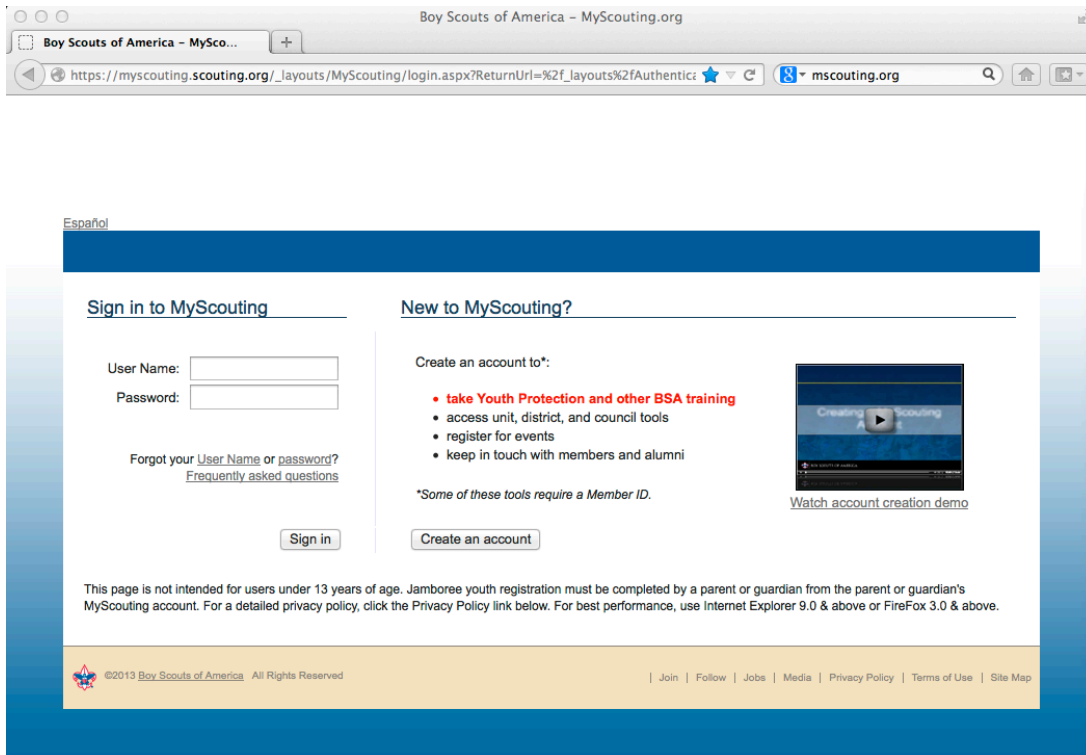 Boy Scouts of America – MyScouting.org
Boy Scouts of America – MySco...
https://myscouting.scouting.org/_layouts/MyScouting/login.aspx?ReturnUrl=%2f_layouts%2fAuthentica
mscouting.org
Español
Sign in to MyScouting
New to MyScouting?
User Name:
Password:
Forgot your User Name or password?
Frequently asked questions
Sign in
Create an account to*:
• take Youth Protection and other BSA training
• access unit, district, and council tools
• register for events
• keep in touch with members and alumni
*Some of these tools require a Member ID.
Create an account
Watch account creation demo
This page is not intended for users under 13 years of age. Jamboree youth registration must be completed by a parent or guardian from the parent or guardian's
MyScouting account. For a detailed privacy policy, click the Privacy Policy link below. For best performance, use Internet Explorer 9.0 & above or FireFox 3.0 & above.
©2013 Boy Scouts of America All Rights Reserved
| Join | Follow | Jobs | Media | Privacy Policy | Terms of Use | Site Map